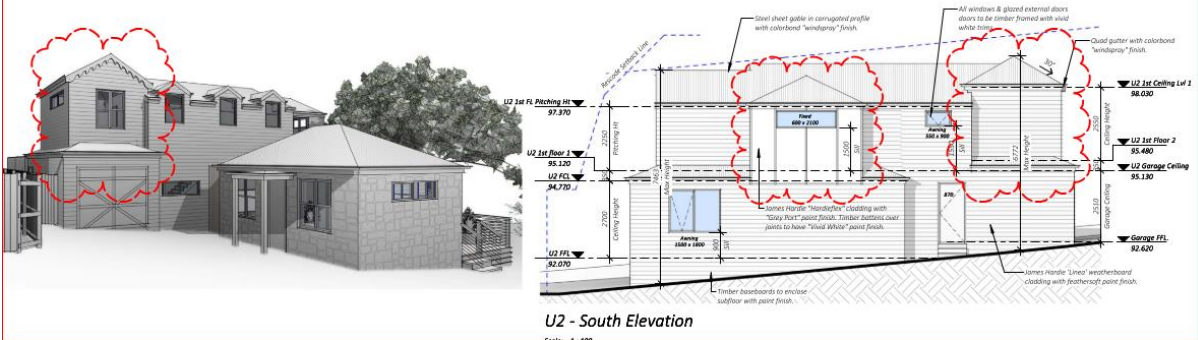 Steel sheet gable in corrugated profile
with colorbond "windspray" finish.
All windows & glazed external doors
doors to be timber framed with vivid
white trims.
Quad gutter with colorbond
"windspray" finish.
Rescode Setback Line
30°
U2 1st FL Pitching Ht
97.370
U2 1st Ceiling Lvl 1
98.030
Fixed
600 x 2100
Awning
550 x 900
2250
Pitching Ht
1500
Sill
Sill
2550
Ceiling Height
6772
Max Height
U2 1st floor 1
95.120
U2 1st Floor 2
95.480
U2 FCL
94.770
U2 Garage Ceiling
95.130
Max Height
2700
Ceiling Height
870
2510
Garage Ceiling
James Hardie "Hardieflex" cladding with
"Grey Port" paint finish. Timber battens over
joints to have "Vivid White" paint finish.
Awning
1500 x 1800
900
Sill
U2 FFL
92.070
Garage FFL
92.620
James Hardie 'Linea' weatherboard
cladding with feathersoft paint finish.
Timber baseboards to enclose
subfloor with paint finish.
U2 - South Elevation